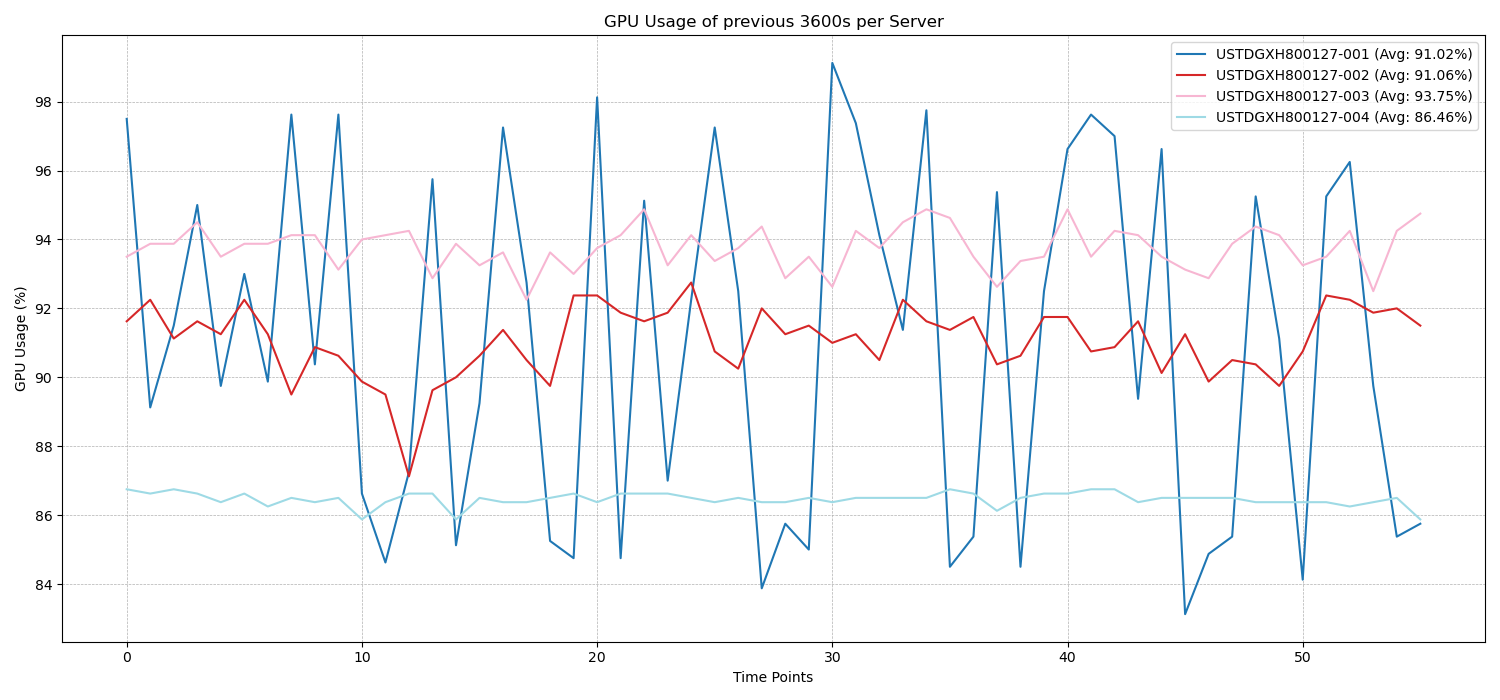 GPU Usage of previous 3600s per Server
USTDGXH800127-001 (Avg: 91.02%)
USTDGXH800127-002 (Avg: 91.06%)
USTDGXH800127-003 (Avg: 93.75%)
USTDGXH800127-004 (Avg: 86.46%)
GPU Usage (%)
98
96
94
92
90
88
86
84
0 10 20 30 40 50
Time Points